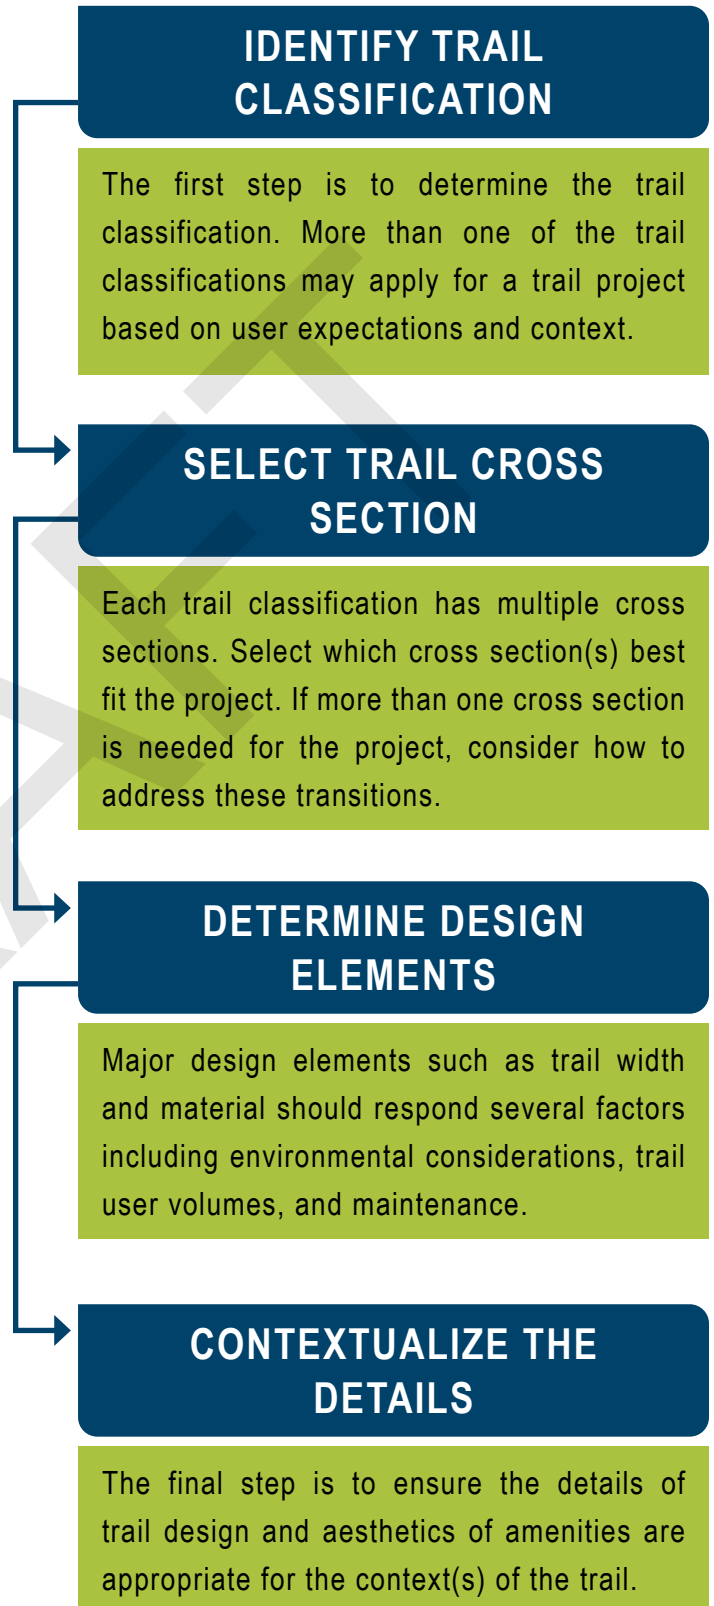 IDENTIFY TRAIL
CLASSIFICATION
The first step is to determine the trail
classification. More than one of the trail
classifications may apply for a trail project
based on user expectations and context.
SELECT TRAIL CROSS
SECTION
Each trail classification has multiple cross
sections. Select which cross section(s) best
fit the project. If more than one cross section
is needed for the project, consider how to
address these transitions.
DETERMINE DESIGN
ELEMENTS
Major design elements such as trail width
and material should respond several factors
including environmental considerations, trail
user volumes, and maintenance.
CONTEXTUALIZE THE
DETAILS
The final step is to ensure the details of
trail design and aesthetics of amenities are
appropriate for the context(s) of the trail.